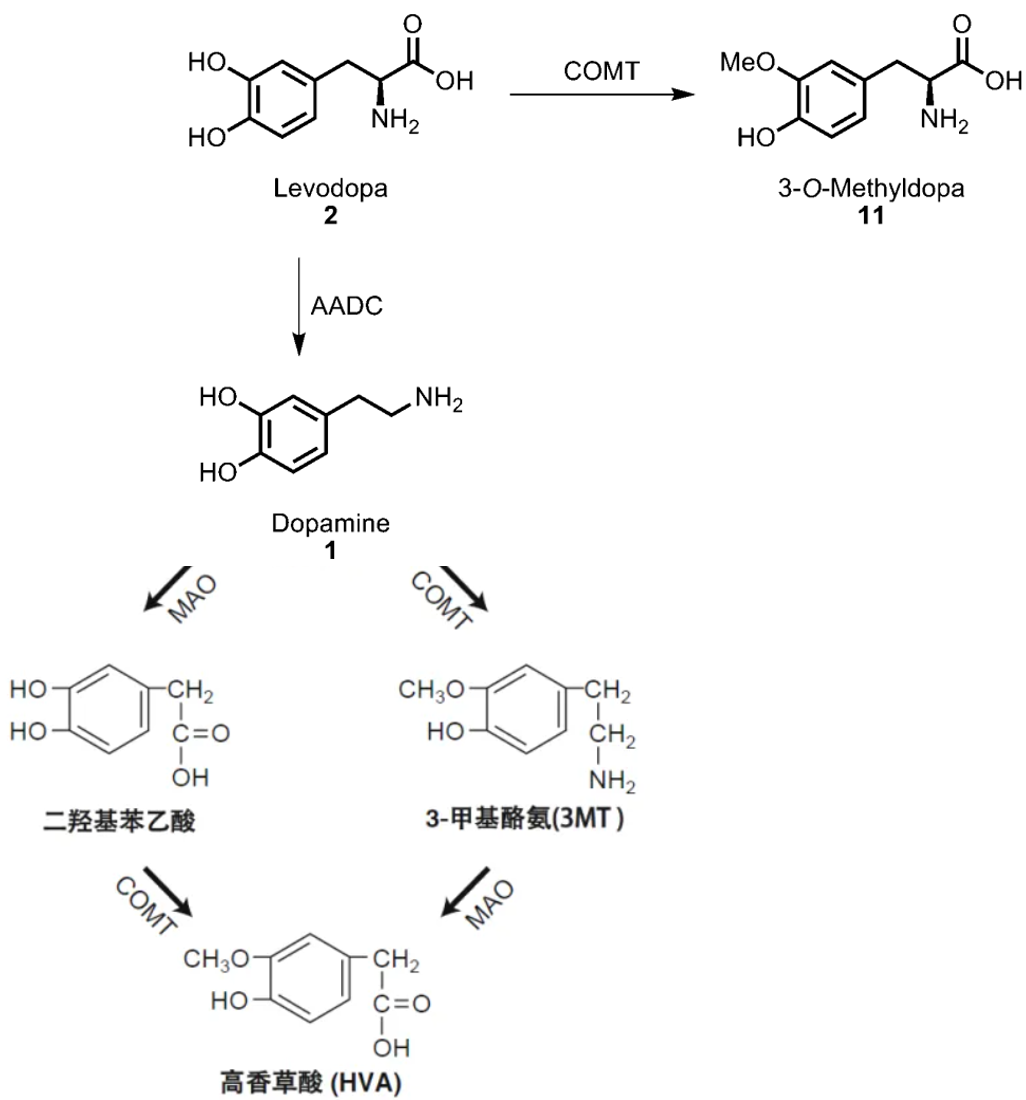 HO
HO
O
OH
NH2
Levodopa
2
COMT
MeO
HO
O
OH
NH2
3-O-Methyldopa
11
AADC
HO
HO
NH2
Dopamine
1
MAO
COMT
HO
HO
CH2
C=O
OH
二羟基苯乙酸
CH3O
HO
CH2
CH2
NH2
3-甲基酪氨(3MT)
COMT
MAO
CH3O
HO
CH2
C=O
OH
高香草酸 (HVA)